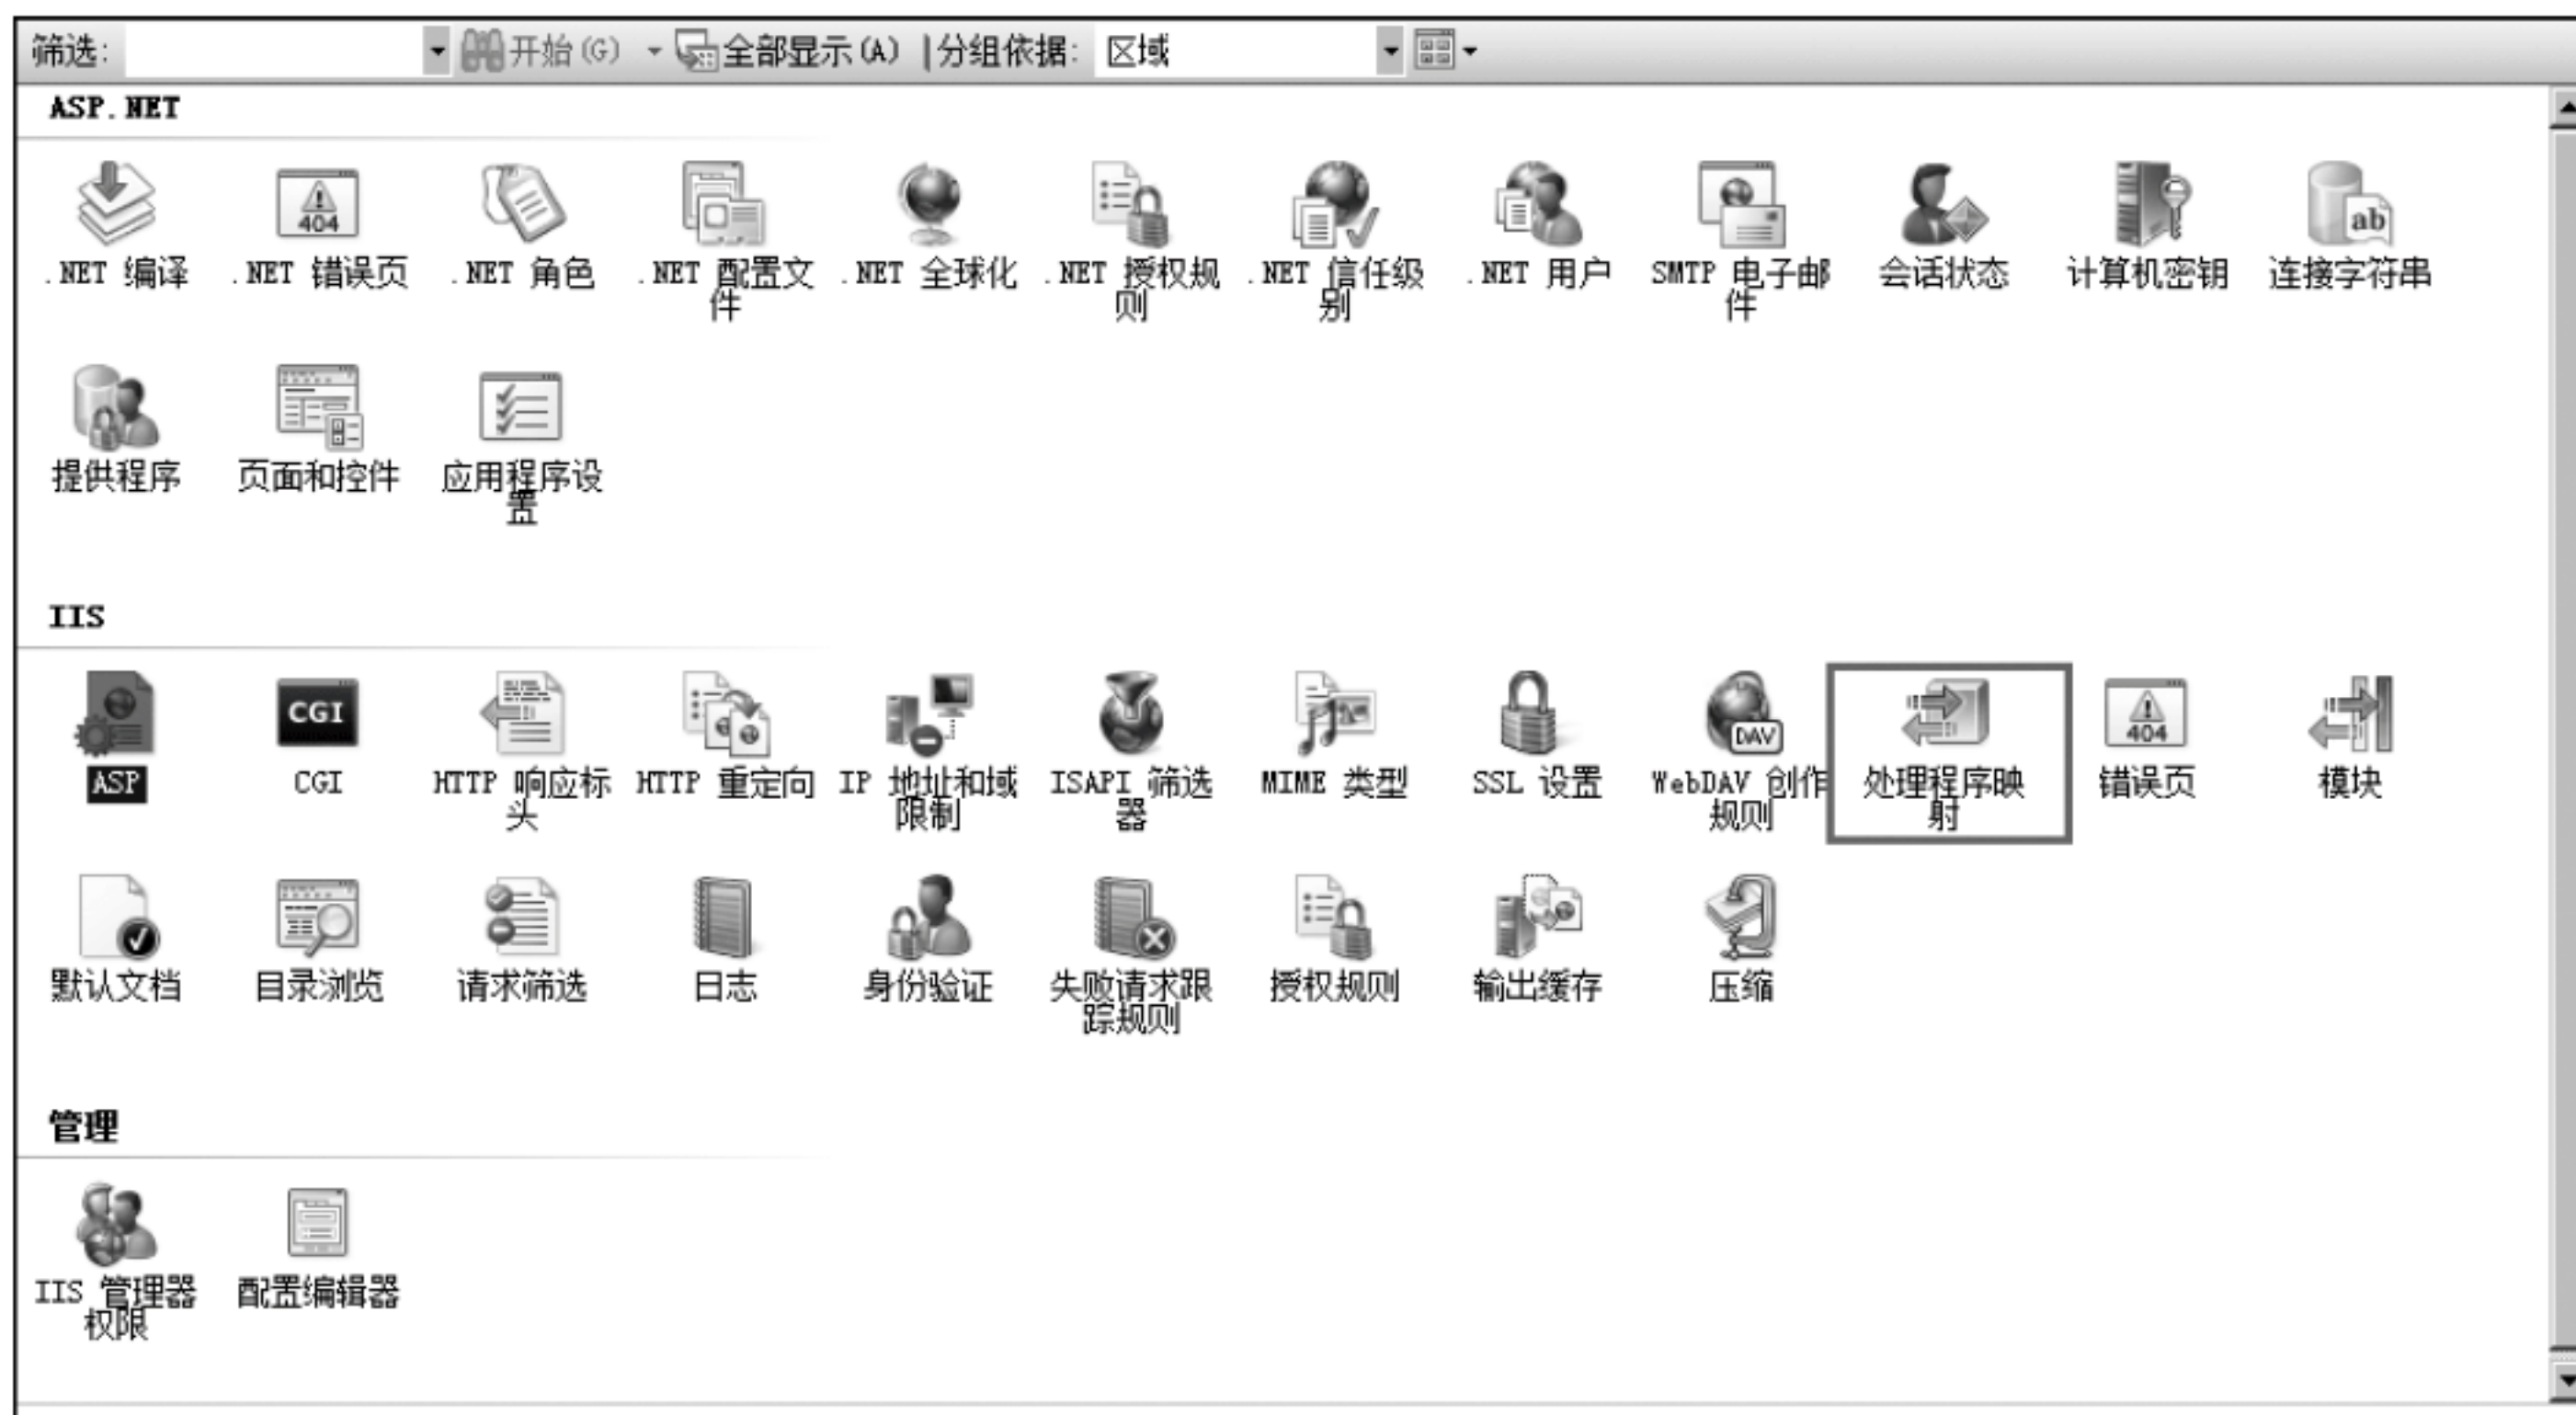 筛选: 开始(G) 全部显示(A) 分组依据: 区域
ASP.NET
404
ab
.NET 编译 .NET 错误页 .NET 角色 .NET 配置文 .NET 全球化 .NET 授权规 .NET 信任级 .NET 用户 SMTP 电子邮 会话状态 计算机密钥 连接字符串
件 则 别 件
提供程序 页面和控件 应用程序设
置
IIS
CGI DAV 404
ASP CGI HTTP 响应标 HTTP 重定向 IP 地址和域 ISAPI 筛选 MIME 类型 SSL 设置 WebDAV 创作 处理程序映 错误页 模块
头 限制 器 规则 射
默认文档 目录浏览 请求筛选 日志 身份验证 失败请求跟 授权规则 输出缓存 压缩
踪规则
管理
IIS 管理器 配置编辑器
权限